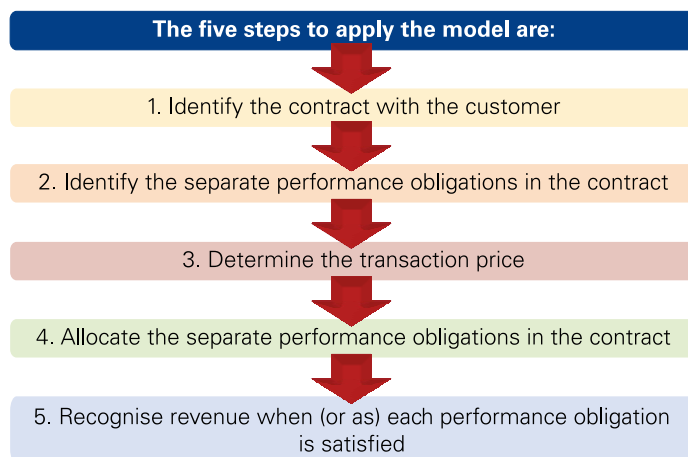 The five steps to apply the model are:
1. Identify the contract with the customer
2. Identify the separate performance obligations in the contract
3. Determine the transaction price
4. Allocate the separate performance obligations in the contract
5. Recognise revenue when (or as) each performance obligation
is satisfied